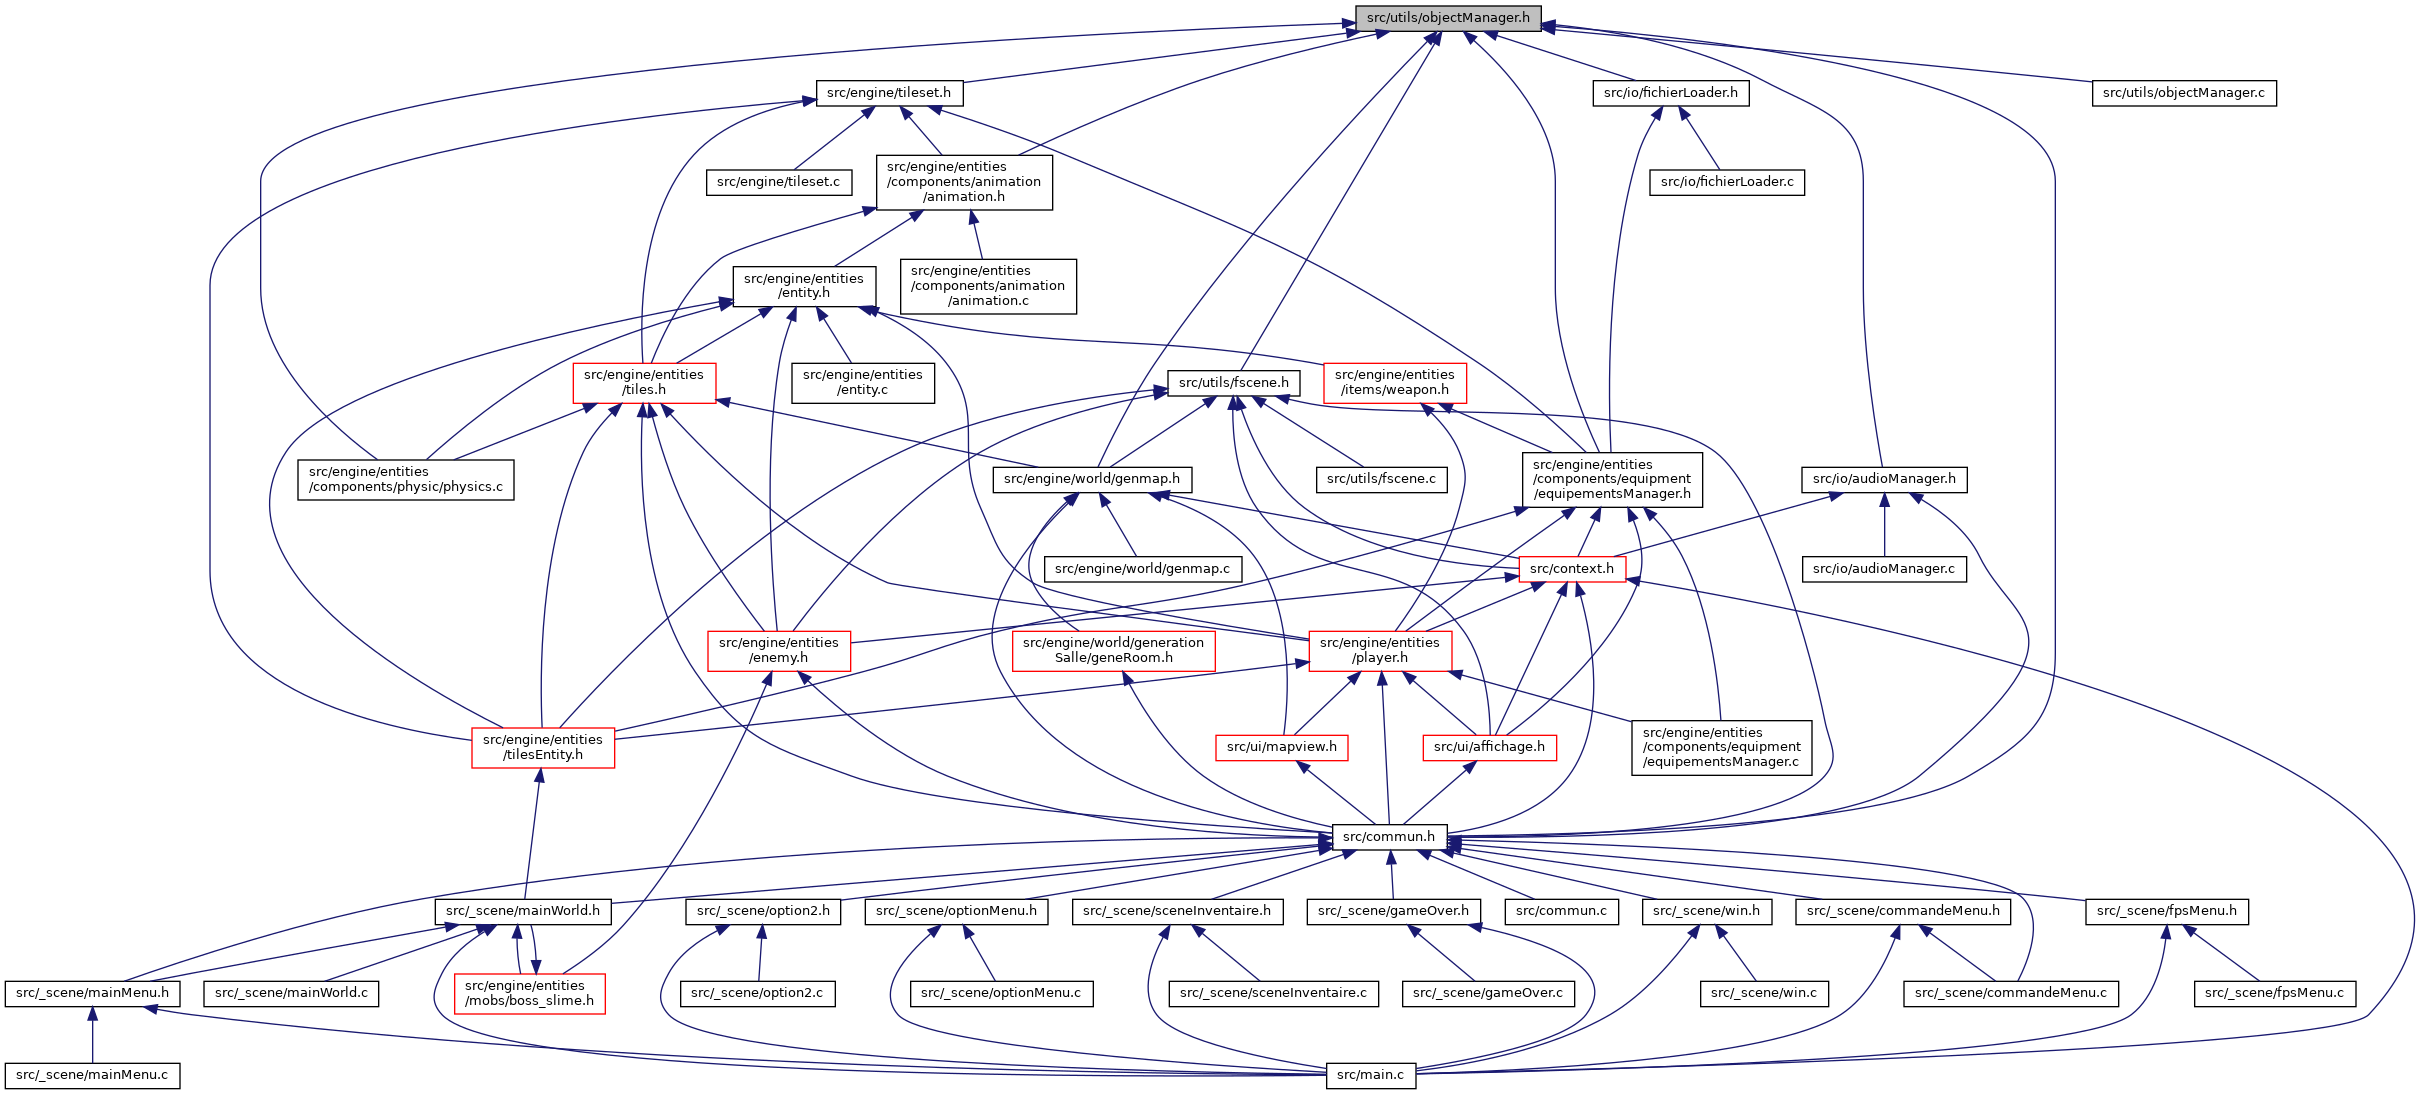 src/utils/objectManager.h
src/engine/tileset.h
src/io/fichierLoader.h
src/utils/objectManager.c
src/engine/tileset.c
src/engine/entities
/components/animation
/animation.h
src/io/fichierLoader.c
src/engine/entities
/entity.h
src/engine/entities
/components/animation
/animation.c
src/engine/entities
/tiles.h
src/engine/entities
/entity.c
src/utils/fscene.h
src/engine/entities
/items/weapon.h
src/engine/entities
/components/physic/physics.c
src/engine/world/genmap.h
src/utils/fscene.c
src/engine/entities
/components/equipment
/equipementsManager.h
src/io/audioManager.h
src/engine/world/genmap.c
src/context.h
src/io/audioManager.c
src/engine/entities
/enemy.h
src/engine/world/generation
Salle/geneRoom.h
src/engine/entities
/player.h
src/engine/entities
/tilesEntity.h
src/ui/mapview.h
src/ui/affichage.h
src/engine/entities
/components/equipment
/equipementsManager.c
src/commun.h
src/_scene/mainWorld.h
src/_scene/option2.h
src/_scene/optionMenu.h
src/_scene/sceneInventaire.h
src/_scene/gameOver.h
src/commun.c
src/_scene/win.h
src/_scene/commandeMenu.h
src/_scene/fpsMenu.h
src/_scene/mainMenu.h
src/_scene/mainWorld.c
src/engine/entities
/mobs/boss_slime.h
src/_scene/option2.c
src/_scene/optionMenu.c
src/_scene/sceneInventaire.c
src/_scene/gameOver.c
src/_scene/win.c
src/_scene/commandeMenu.c
src/_scene/fpsMenu.c
src/_scene/mainMenu.c
src/main.c